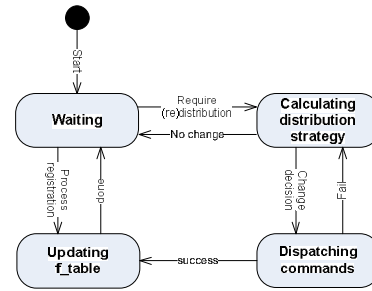 Start
Waiting
Require
(re)distribution
No change
Calculating
distribution
strategy
Process
registration
done
Change
decision
Fail
Updating
f_table
success
Dispatching
commands